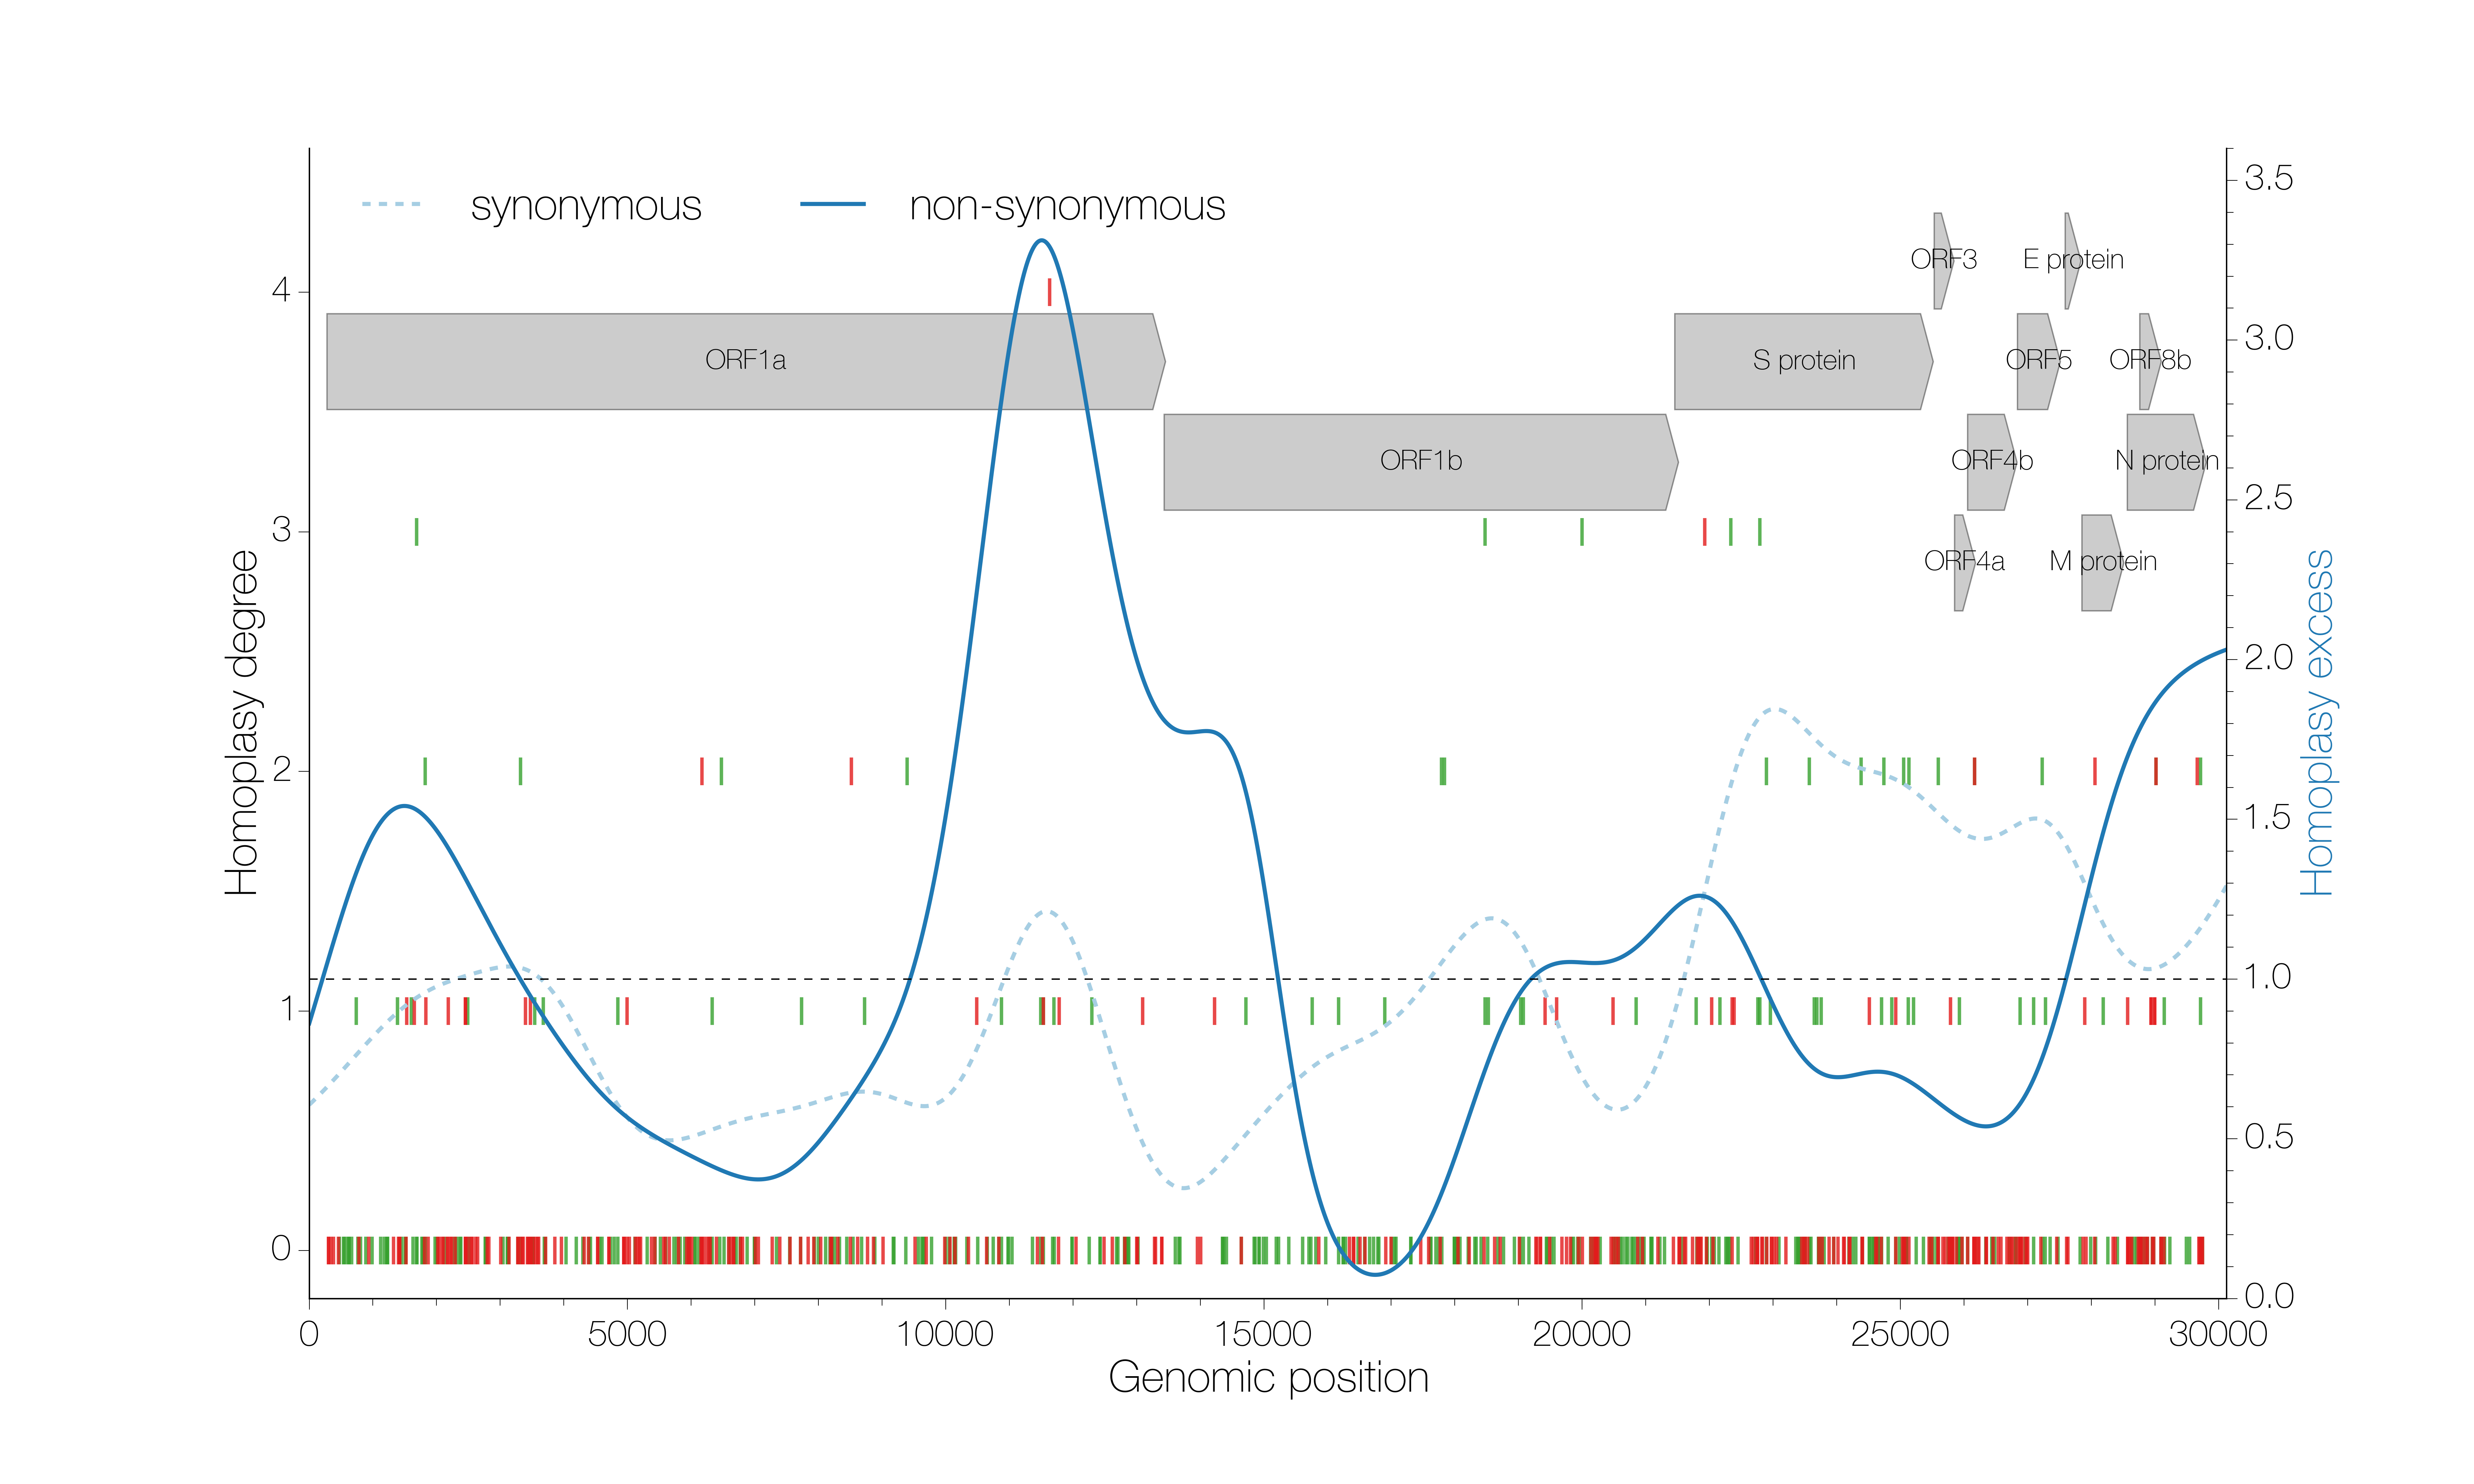 synonymous non-synonymous
3.5
ORF3 E protein
4
3.0
ORF1a S protein ORF5 ORF8b
ORF1b ORF4b N protein
2.5
3
ORF4a M protein
2.0
2
1.5
1.0
1
0.5
0
0.0
0 5000 10000 15000 20000 25000 30000
Genomic position
Homoplasy degree
Homoplasy excess